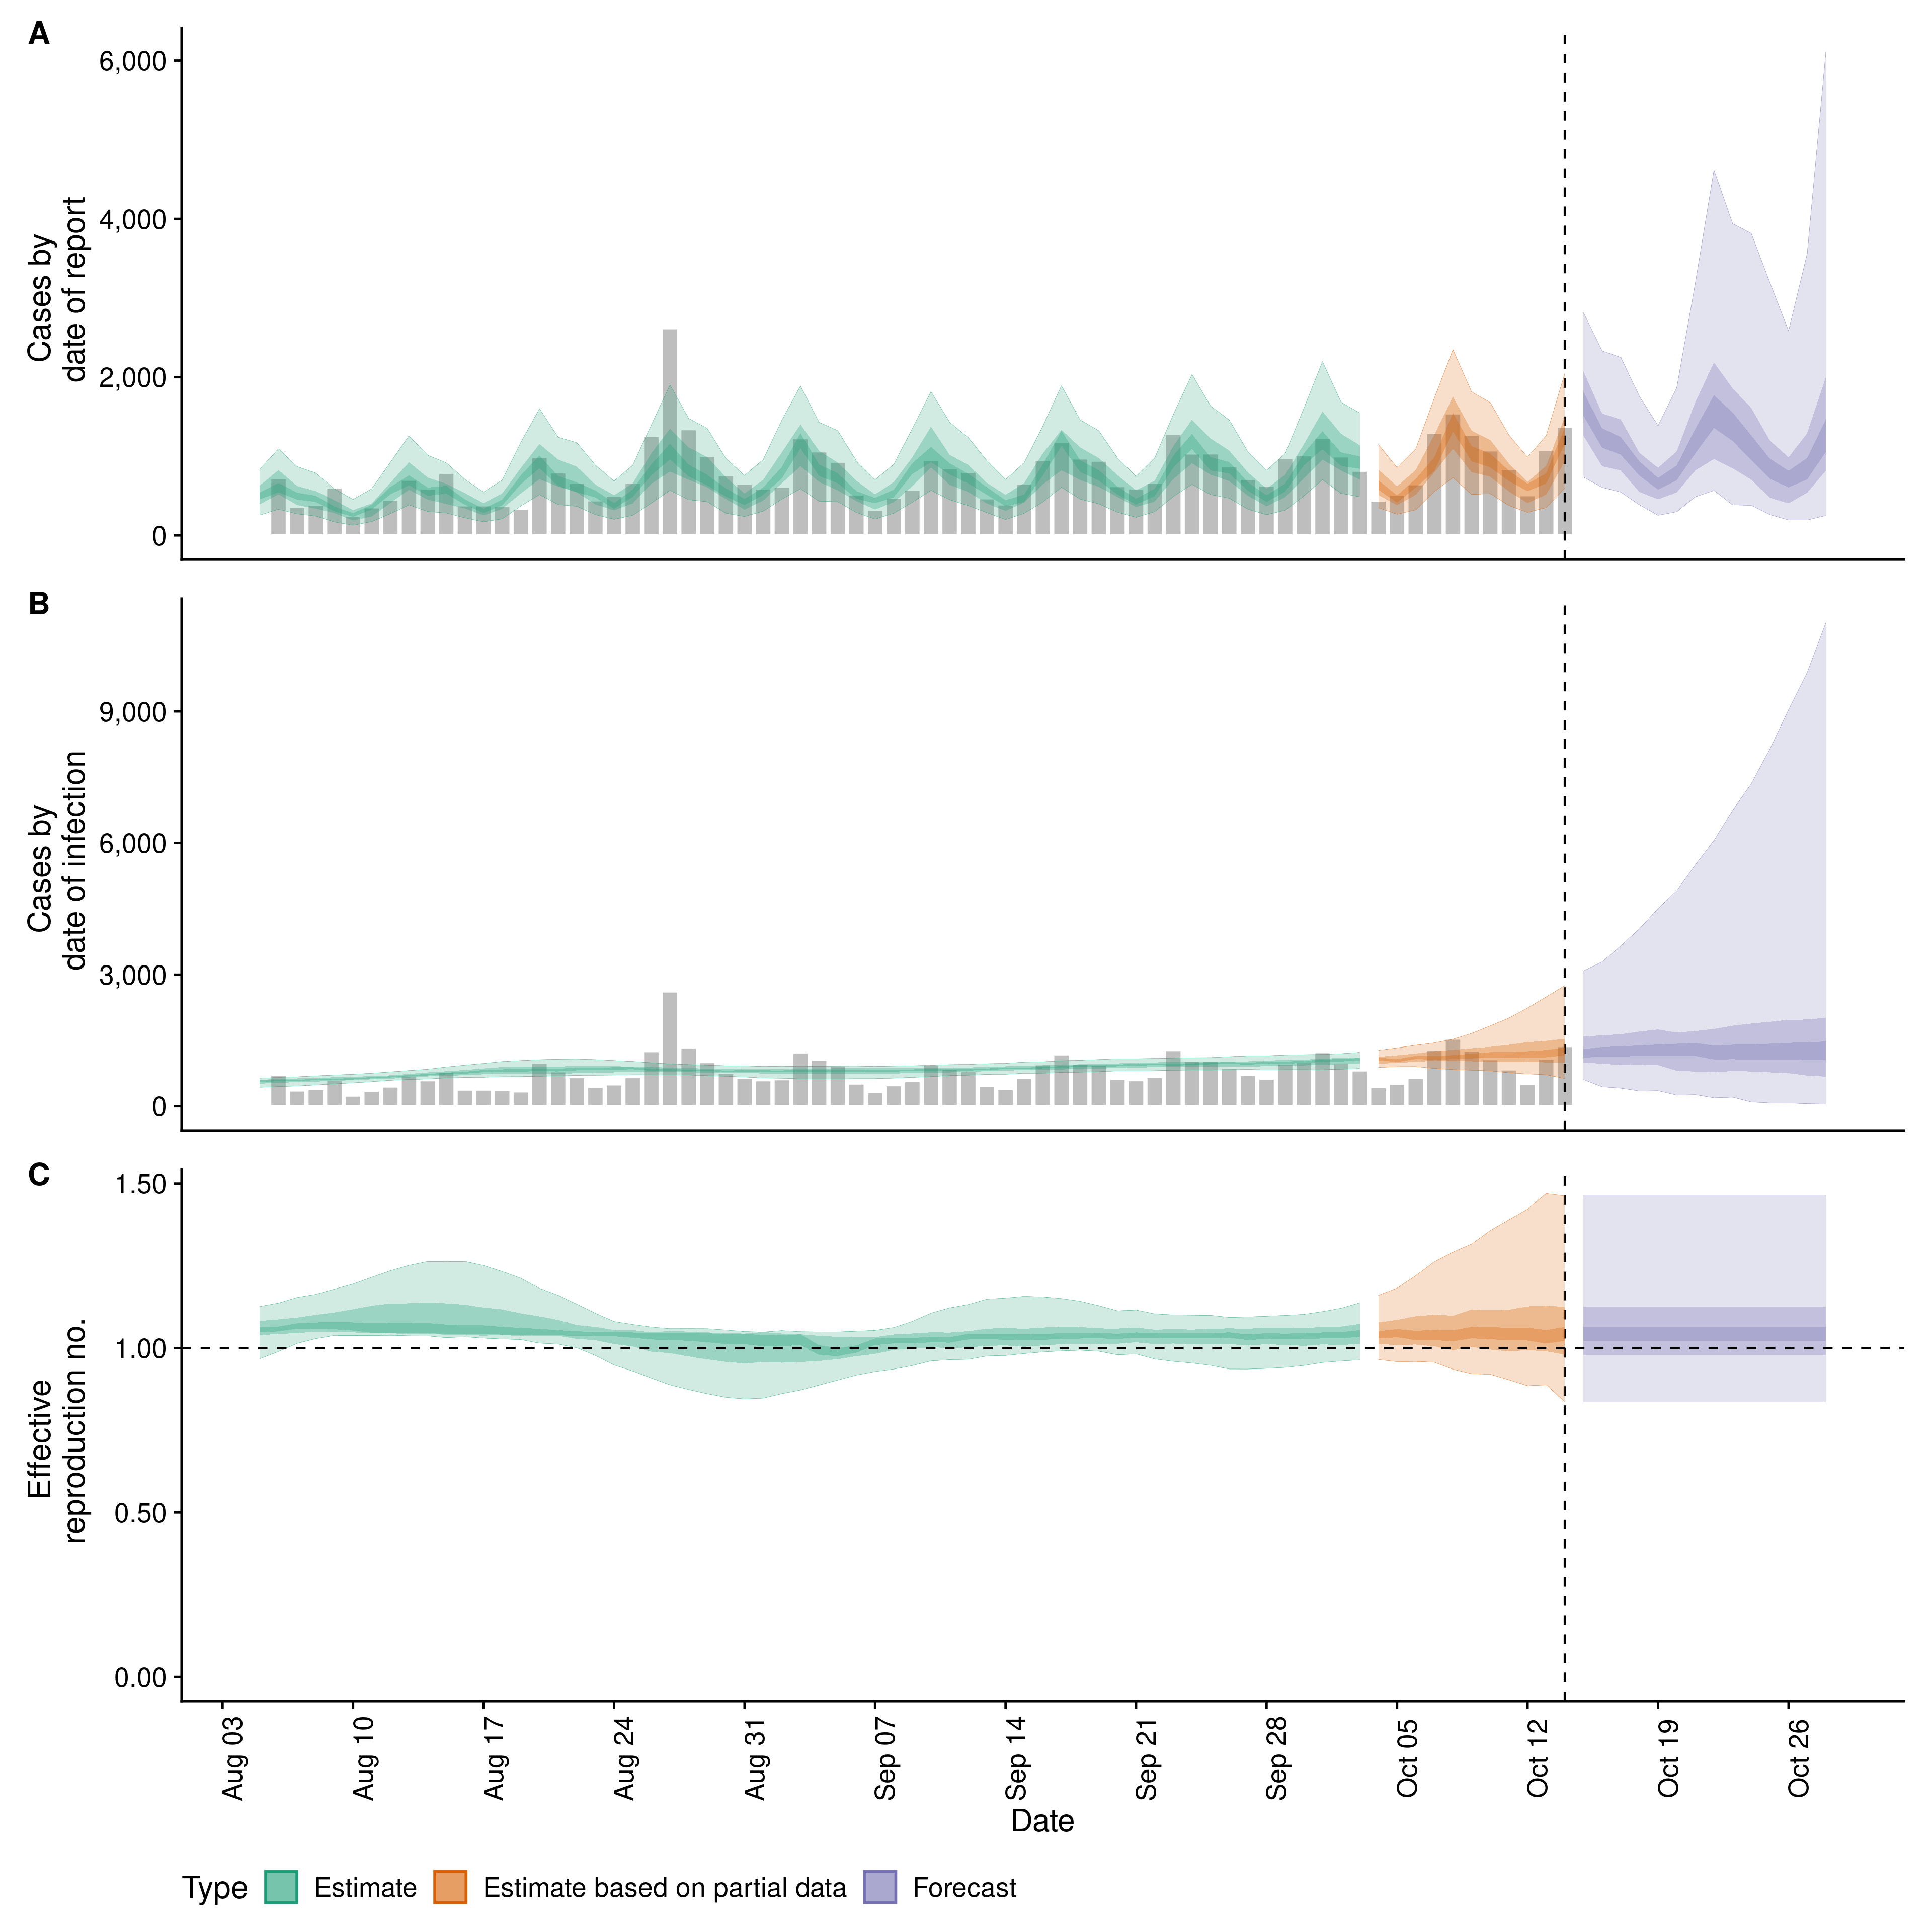 A
6,000
4,000
2,000
0
Cases by
date of report
B
9,000
6,000
3,000
0
Cases by
date of infection
C
1.50
1.00
0.50
0.00
Effective
reproduction no.
Aug 03
Aug 10
Aug 17
Aug 24
Aug 31
Sep 07
Sep 14
Sep 21
Sep 28
Oct 05
Oct 12
Oct 19
Oct 26
Date
Type Estimate Estimate based on partial data Forecast